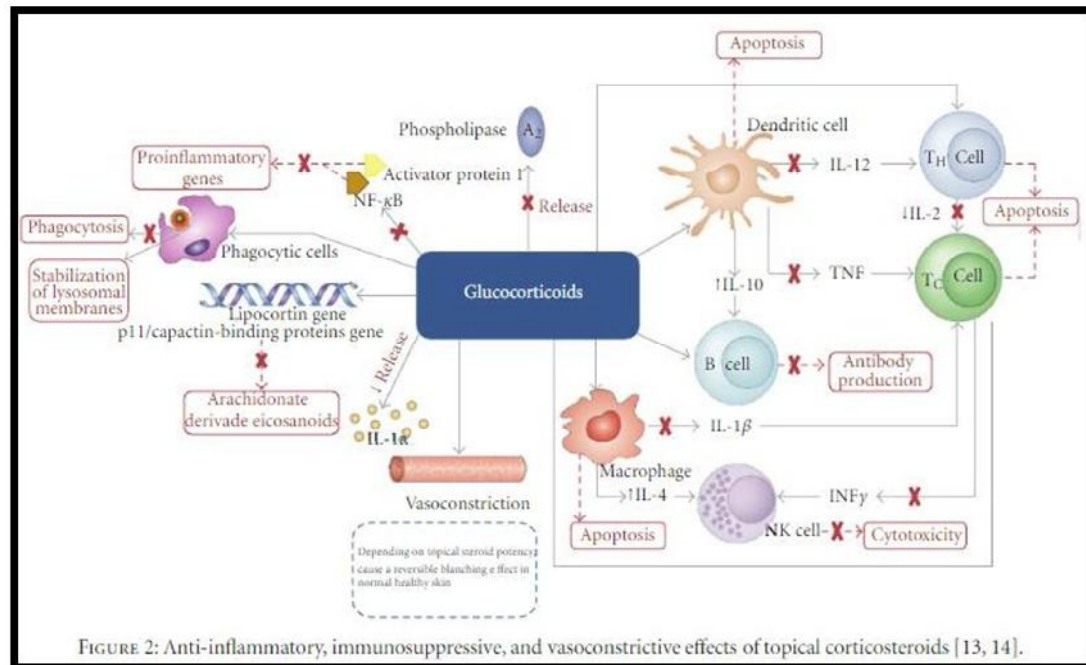 Apoptosis
Phospholipase A2
Dendritic cell
Proinflammatory
genes
Activator protein 1
NF-κB
Release
IL-12
TH Cell
↓IL-2
Apoptosis
Phagocytosis
Phagocytic cells
Stabilization
of lysosomal
membranes
Glucocorticoids
↑IL-10
TNF
TC Cell
Lipocortin gene
p11/capactin-binding proteins gene
↓ Release
B cell
Antibody
production
Arachidonate
derivade eicosanoids
IL-1α
IL-1β
Macrophage
Vasoconstriction
↑IL-4
INFγ
Apoptosis
NK cell
Cytotoxicity
Depending on topical steroid potency
cause a reversible blanching e ffect in
normal healthy skin
FIGURE 2: Anti-inflammatory, immunosuppressive, and vasoconstrictive effects of topical corticosteroids [13, 14].